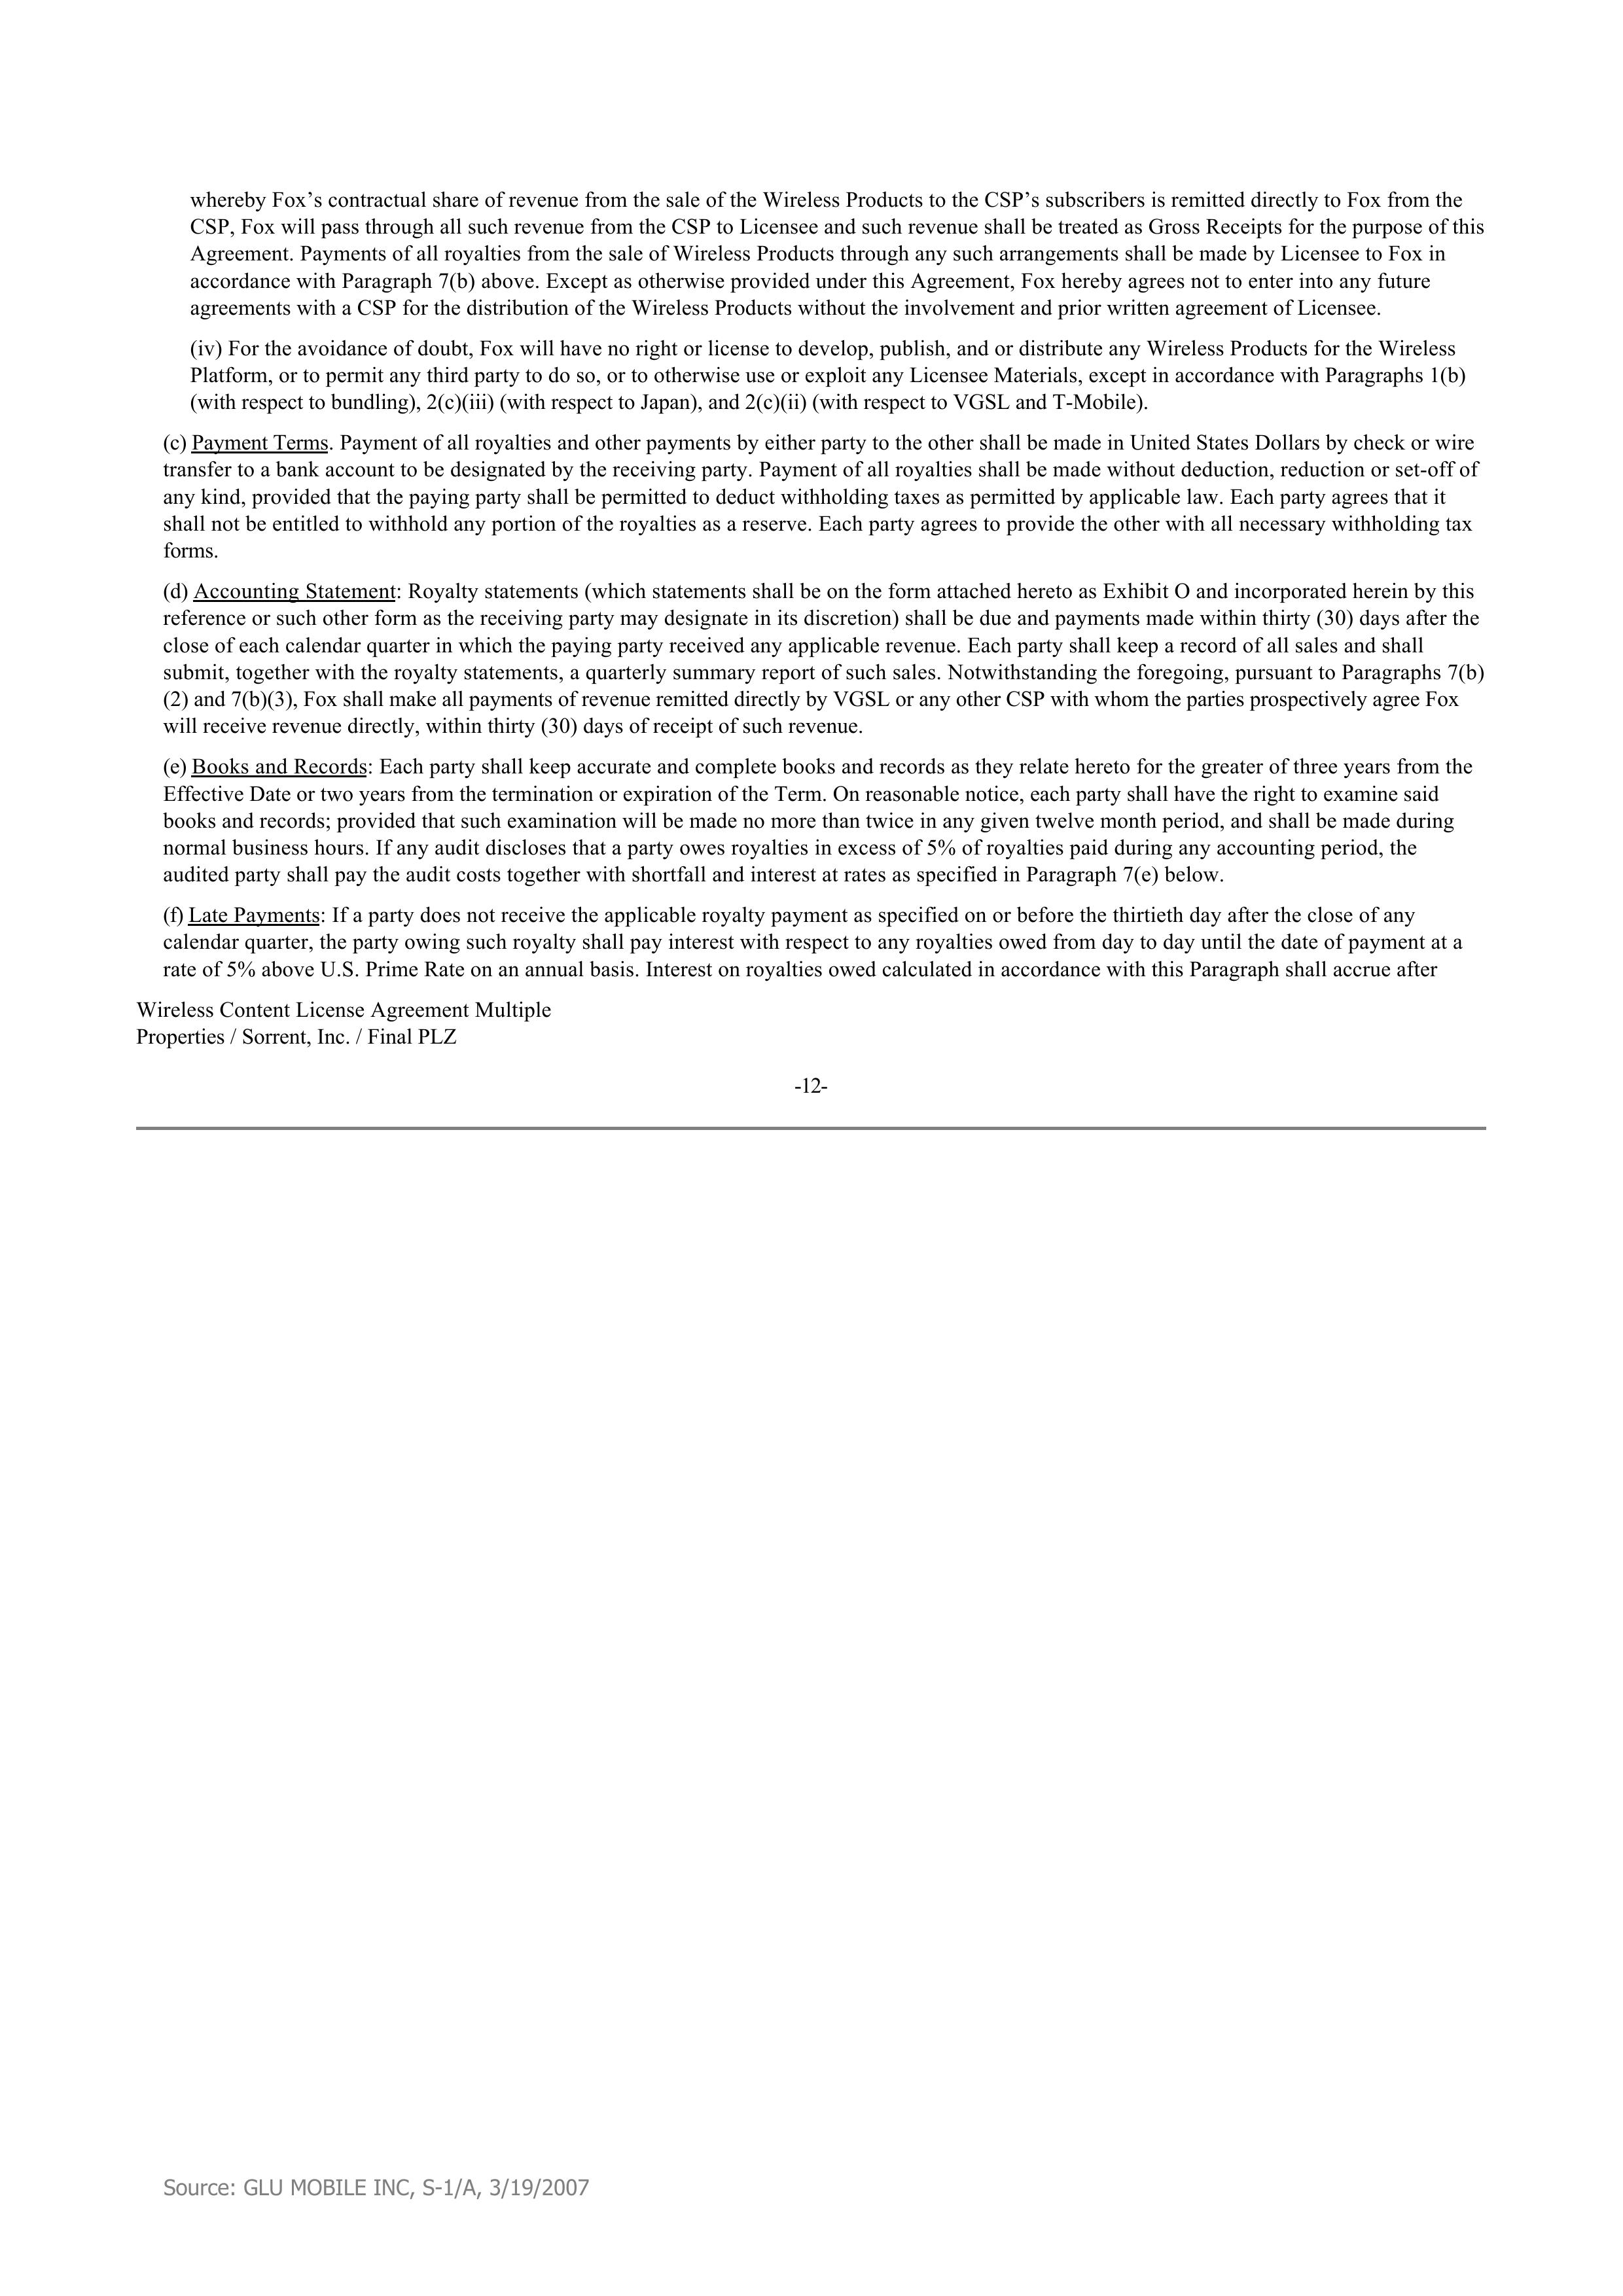 whereby Fox’s contractual share of revenue from the sale of the Wireless Products to the CSP’s subscribers is remitted directly to Fox from the
CSP, Fox will pass through all such revenue from the CSP to Licensee and such revenue shall be treated as Gross Receipts for the purpose of this
Agreement. Payments of all royalties from the sale of Wireless Products through any such arrangements shall be made by Licensee to Fox in
accordance with Paragraph 7(b) above. Except as otherwise provided under this Agreement, Fox hereby agrees not to enter into any future
agreements with a CSP for the distribution of the Wireless Products without the involvement and prior written agreement of Licensee.
(iv) For the avoidance of doubt, Fox will have no right or license to develop, publish, and or distribute any Wireless Products for the Wireless
Platform, or to permit any third party to do so, or to otherwise use or exploit any Licensee Materials, except in accordance with Paragraphs 1(b)
(with respect to bundling), 2(c)(iii) (with respect to Japan), and 2(c)(ii) (with respect to VGSL and T-Mobile).
(c) Payment Terms. Payment of all royalties and other payments by either party to the other shall be made in United States Dollars by check or wire
transfer to a bank account to be designated by the receiving party. Payment of all royalties shall be made without deduction, reduction or set-off of
any kind, provided that the paying party shall be permitted to deduct withholding taxes as permitted by applicable law. Each party agrees that it
shall not be entitled to withhold any portion of the royalties as a reserve. Each party agrees to provide the other with all necessary withholding tax
forms.
(d) Accounting Statement: Royalty statements (which statements shall be on the form attached hereto as Exhibit O and incorporated herein by this
reference or such other form as the receiving party may designate in its discretion) shall be due and payments made within thirty (30) days after the
close of each calendar quarter in which the paying party received any applicable revenue. Each party shall keep a record of all sales and shall
submit, together with the royalty statements, a quarterly summary report of such sales. Notwithstanding the foregoing, pursuant to Paragraphs 7(b)
(2) and 7(b)(3), Fox shall make all payments of revenue remitted directly by VGSL or any other CSP with whom the parties prospectively agree Fox
will receive revenue directly, within thirty (30) days of receipt of such revenue.
(e) Books and Records: Each party shall keep accurate and complete books and records as they relate hereto for the greater of three years from the
Effective Date or two years from the termination or expiration of the Term. On reasonable notice, each party shall have the right to examine said
books and records; provided that such examination will be made no more than twice in any given twelve month period, and shall be made during
normal business hours. If any audit discloses that a party owes royalties in excess of 5% of royalties paid during any accounting period, the
audited party shall pay the audit costs together with shortfall and interest at rates as specified in Paragraph 7(e) below.
(f) Late Payments: If a party does not receive the applicable royalty payment as specified on or before the thirtieth day after the close of any
calendar quarter, the party owing such royalty shall pay interest with respect to any royalties owed from day to day until the date of payment at a
rate of 5% above U.S. Prime Rate on an annual basis. Interest on royalties owed calculated in accordance with this Paragraph shall accrue after
Wireless Content License Agreement Multiple
Properties / Sorrent, Inc. / Final PLZ
-12-
Source: GLU MOBILE INC, S-1/A, 3/19/2007